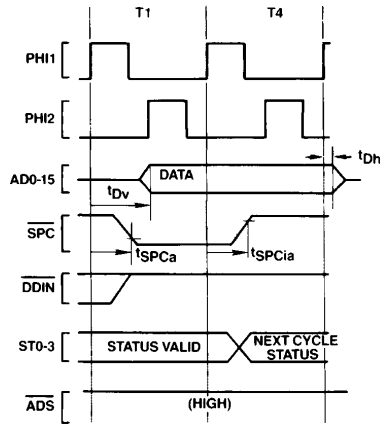 T1 T4
PHI1
PHI2
tDh
AD0-15 DATA
tDv
SPC
tSPCa tSPCia
DDIN
ST0-3 STATUS VALID NEXT CYCLE
STATUS
ADS (HIGH)